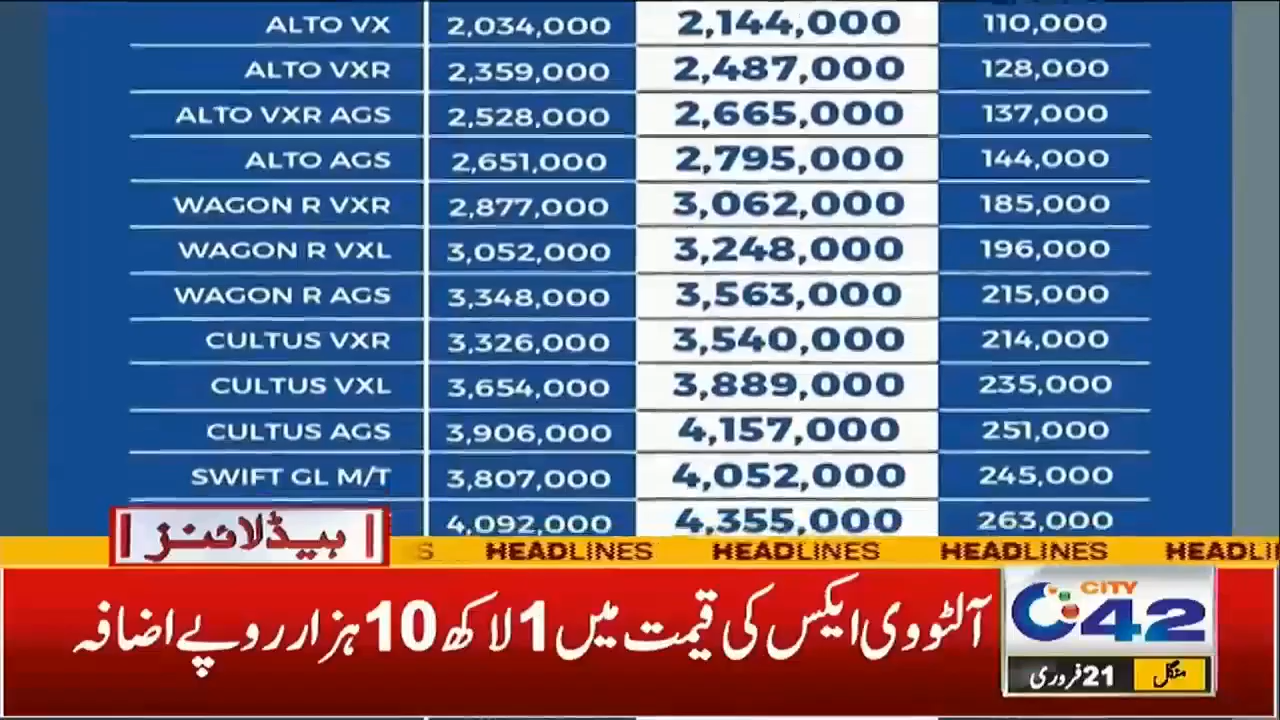 ALTO VX 2,034,000 2,144,000 110,000
ALTO VXR 2,359,000 2,487,000 128,000
ALTO VXR AGS 2,528,000 2,665,000 137,000
ALTO AGS 2,651,000 2,795,000 144,000
WAGON R VXR 2,877,000 3,062,000 185,000
WAGON R VXL 3,052,000 3,248,000 196,000
WAGON R AGS 3,348,000 3,563,000 215,000
CULTUS VXR 3,326,000 3,540,000 214,000
CULTUS VXL 3,654,000 3,889,000 235,000
CULTUS AGS 3,906,000 4,157,000 251,000
SWIFT GL M/T 3,807,000 4,052,000 245,000
4,092,000 4,355,000 263,000
ہیڈلائنز
S HEADLINES HEADLINES HEADLINES HEADLI
آلٹو وی ایکس کی قیمت میں 1 لاکھ 10 ہزار روپے اضافہ
CITY
42
منگل 21 فروری